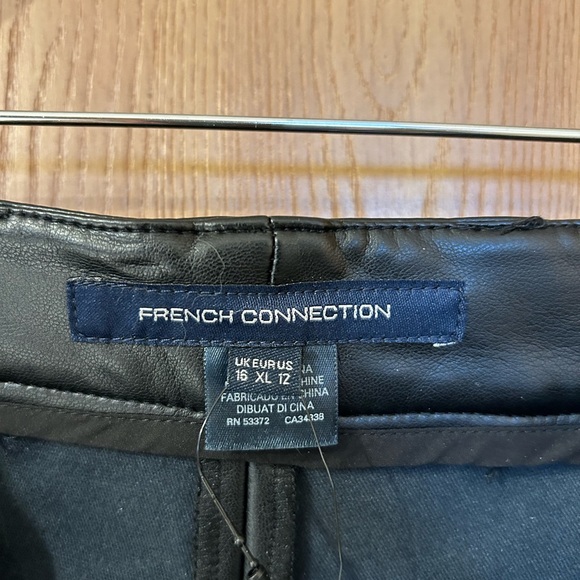 FRENCH CONNECTION
UK EUR US
16 XL 12
FABRICADO EN CHINA
DIBUAT DI CINA
RN 53372 CA34338